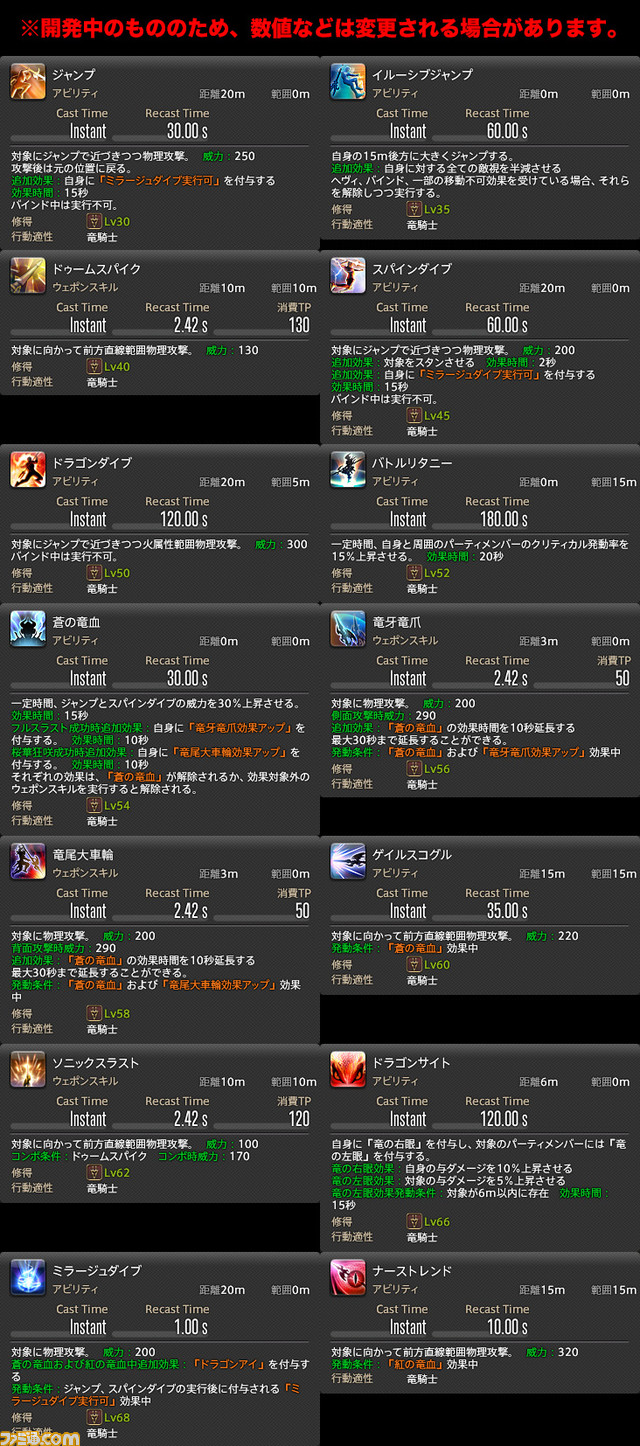 ※開発中のもののため、数値などは変更される場合があります。
ジャンプ
アビリティ 距離20m 範囲0m
Cast Time Recast Time
Instant 30.00 s
対象にジャンプで近づきつつ物理攻撃。 威力：250
攻撃後は元の位置に戻る。
追加効果：自身に「ミラージュダイブ実行可」を付与する
効果時間：15秒
バインド中は実行不可。
修得 Lv30
行動適性 竜騎士
イルーシブジャンプ
アビリティ 距離0m 範囲0m
Cast Time Recast Time
Instant 60.00 s
自身の15m後方に大きくジャンプする。
追加効果：自身に対する全ての敵視を半減させる
ヘヴィ、バインド、一部の移動不可効果を受けている場合、それら
を解除しつつ実行する。
修得 Lv35
行動適性 竜騎士
ドゥームスパイク
ウェポンスキル 距離10m 範囲10m
Cast Time Recast Time 消費TP
Instant 2.42 s 130
対象に向かって前方直線範囲物理攻撃。 威力：130
修得 Lv40
行動適性 竜騎士
スパインダイブ
アビリティ 距離20m 範囲0m
Cast Time Recast Time
Instant 60.00 s
対象にジャンプで近づきつつ物理攻撃。 威力：200
追加効果：対象をスタンさせる 効果時間：2秒
追加効果：自身に「ミラージュダイブ実行可」を付与する
効果時間：15秒
バインド中は実行不可。
修得 Lv45
行動適性 竜騎士
ドラゴンダイブ
アビリティ 距離20m 範囲5m
Cast Time Recast Time
Instant 120.00 s
対象にジャンプで近づきつつ火属性範囲物理攻撃。 威力：300
バインド中は実行不可。
修得 Lv50
行動適性 竜騎士
バトルリタニー
アビリティ 距離0m 範囲15m
Cast Time Recast Time
Instant 180.00 s
一定時間、自身と周囲のパーティメンバーのクリティカル発動率を
15％上昇させる。 効果時間：20秒
修得 Lv52
行動適性 竜騎士
蒼の竜血
アビリティ 距離0m 範囲0m
Cast Time Recast Time
Instant 30.00 s
一定時間、ジャンプとスパインダイブの威力を30％上昇する。
効果時間：15秒
フルスラスト成功時追加効果：自身に「竜牙竜爪効果アップ」を
付与する。 効果時間：10秒
桜華狂咲成功時追加効果：自身に「竜尾大車輪効果アップ」を
付与する。 効果時間：10秒
それぞれの効果は、「蒼の竜血」が解除されるか、効果対象外の
ウェポンスキルを実行すると解除される。
修得 Lv54
行動適性 竜騎士
竜牙竜爪
ウェポンスキル 距離3m 範囲0m
Cast Time Recast Time 消費TP
Instant 2.42 s 50
対象に物理攻撃。 威力：200
側面攻撃時威力：290
追加効果：「蒼の竜血」の効果時間を10秒延長する
最大30秒まで延長することができる。
発動条件：「蒼の竜血」および「竜牙竜爪効果アップ」効果中
修得 Lv56
行動適性 竜騎士
竜尾大車輪
ウェポンスキル 距離3m 範囲0m
Cast Time Recast Time 消費TP
Instant 2.42 s 50
対象に物理攻撃。 威力：200
背面攻撃時威力：290
追加効果：「蒼の竜血」の効果時間を10秒延長する
最大30秒まで延長することができる。
発動条件：「蒼の竜血」および「竜尾大車輪効果アップ」効果
中
修得 Lv58
行動適性 竜騎士
ゲイルスコグル
アビリティ 距離15m 範囲15m
Cast Time Recast Time
Instant 35.00 s
対象に向かって前方直線範囲物理攻撃。 威力：220
発動条件：「蒼の竜血」効果中
修得 Lv60
行動適性 竜騎士
ソニックスラスト
ウェポンスキル 距離10m 範囲10m
Cast Time Recast Time 消費TP
Instant 2.42 s 120
対象に向かって前方直線範囲物理攻撃。 威力：100
コンボ条件：ドゥームスパイク コンボ時威力：170
修得 Lv62
行動適性 竜騎士
ドラゴンサイト
アビリティ 距離6m 範囲0m
Cast Time Recast Time
Instant 120.00 s
自身に「竜の右眼」を付与し、対象のパーティメンバーには「竜
の左眼」を付与する。
竜の右眼効果：自身の与ダメージを10％上昇させる
竜の左眼効果：対象の与ダメージを5％上昇させる
竜の左眼効果発動条件：対象が6m以内に存在 効果時間：
15秒
修得 Lv66
行動適性 竜騎士
ミラージュダイブ
アビリティ 距離20m 範囲0m
Cast Time Recast Time
Instant 1.00 s
対象に物理攻撃。 威力：200
蒼の竜血および紅の竜血中追加効果：「ドラゴンアイ」を付与す
る
発動条件：ジャンプ、スパインダイブの実行後に付与される「ミ
ラージュダイブ実行可」効果中
修得 Lv68
行動適性 竜騎士
ナーストレンド
アビリティ 距離15m 範囲15m
Cast Time Recast Time
Instant 10.00 s
対象に向かって前方直線範囲物理攻撃。 威力：320
発動条件：「紅の竜血」効果中
行動適性 竜騎士
ファミ通.com